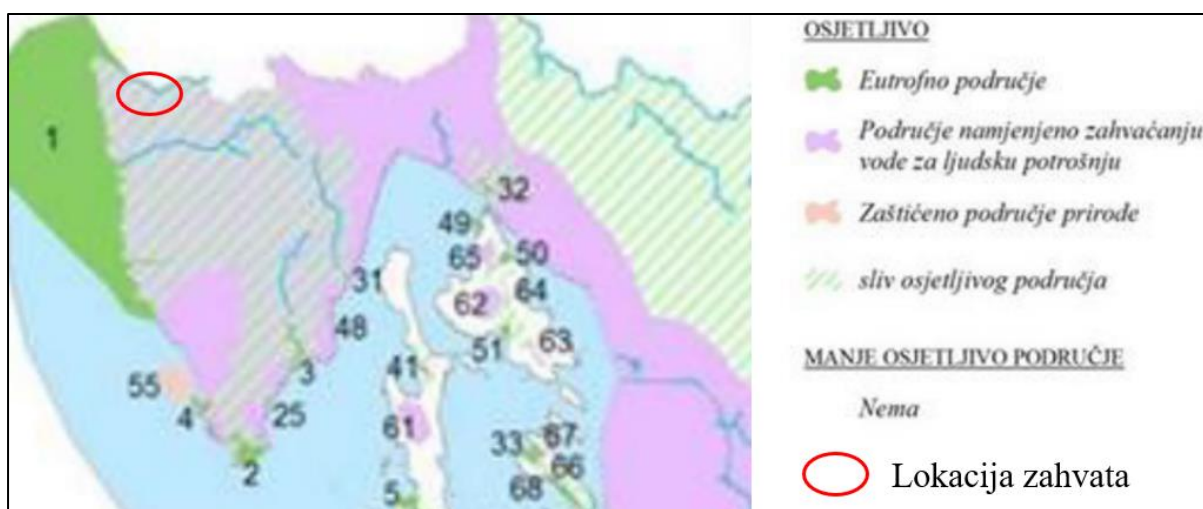 OSJETLJIVO
Eutrofno područje
Područje namjenjeno zahvaćanju
vode za ljudsku potrošnju
Zaštićeno područje prirode
sliv osjetljivog područja
MANJE OSJETLJIVO PODRUČJE
Nema
Lokacija zahvata
1
32
49
50
65
31
62
64
48
51
63
3
41
55
4
25
61
33
67
2
66
5
68